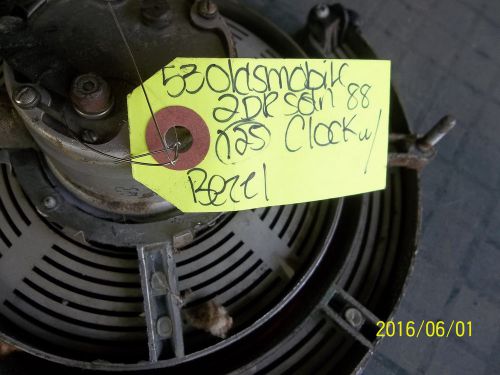 53 Oldsmobile
2 DR sdn 88
125 Clock w/
Bezel
2016/06/01